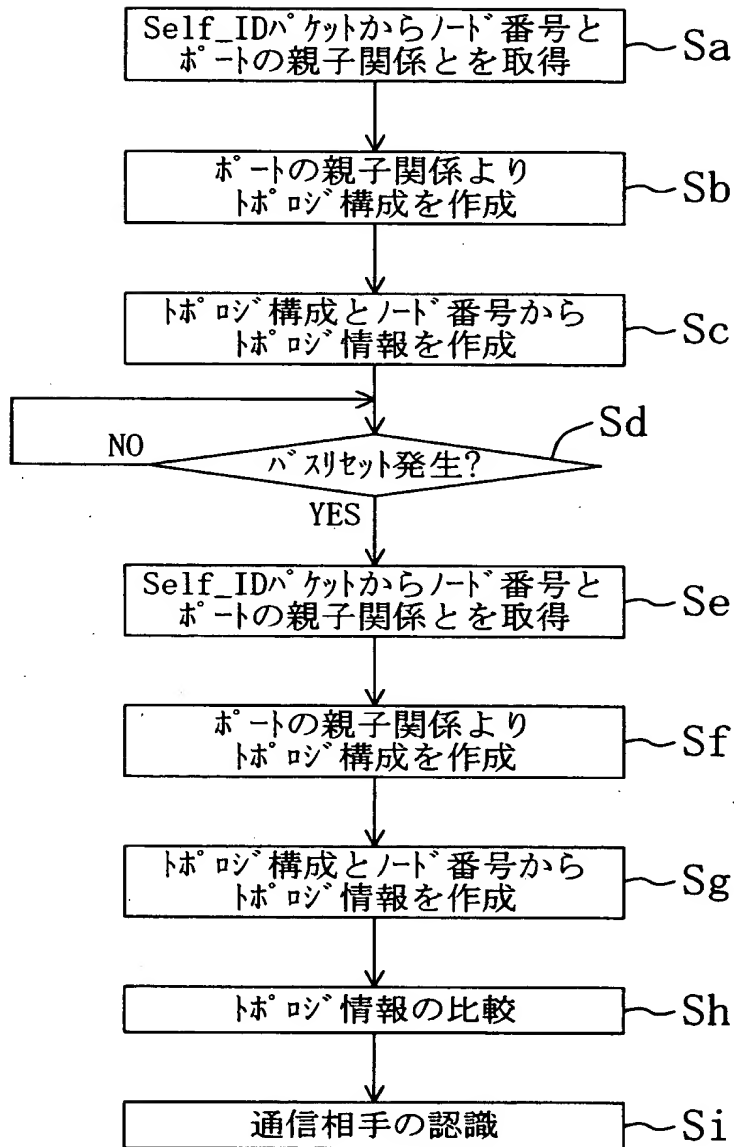 Self_IDﾊﾟｹｯﾄからﾉｰﾄﾞ番号と
ﾎﾟｰﾄの親子関係とを取得
Sa
ﾎﾟｰﾄの親子関係より
ﾄﾎﾟﾛｼﾞ構成を作成
Sb
ﾄﾎﾟﾛｼﾞ構成とﾉｰﾄﾞ番号から
ﾄﾎﾟﾛｼﾞ情報を作成
Sc
Sd
NO
ﾊﾞｽﾘｾｯﾄ発生?
YES
Self_IDﾊﾟｹｯﾄからﾉｰﾄﾞ番号と
ﾎﾟｰﾄの親子関係とを取得
Se
ﾎﾟｰﾄの親子関係より
ﾄﾎﾟﾛｼﾞ構成を作成
Sf
ﾄﾎﾟﾛｼﾞ構成とﾉｰﾄﾞ番号から
ﾄﾎﾟﾛｼﾞ情報を作成
Sg
ﾄﾎﾟﾛｼﾞ情報の比較
Sh
通信相手の認識
Si